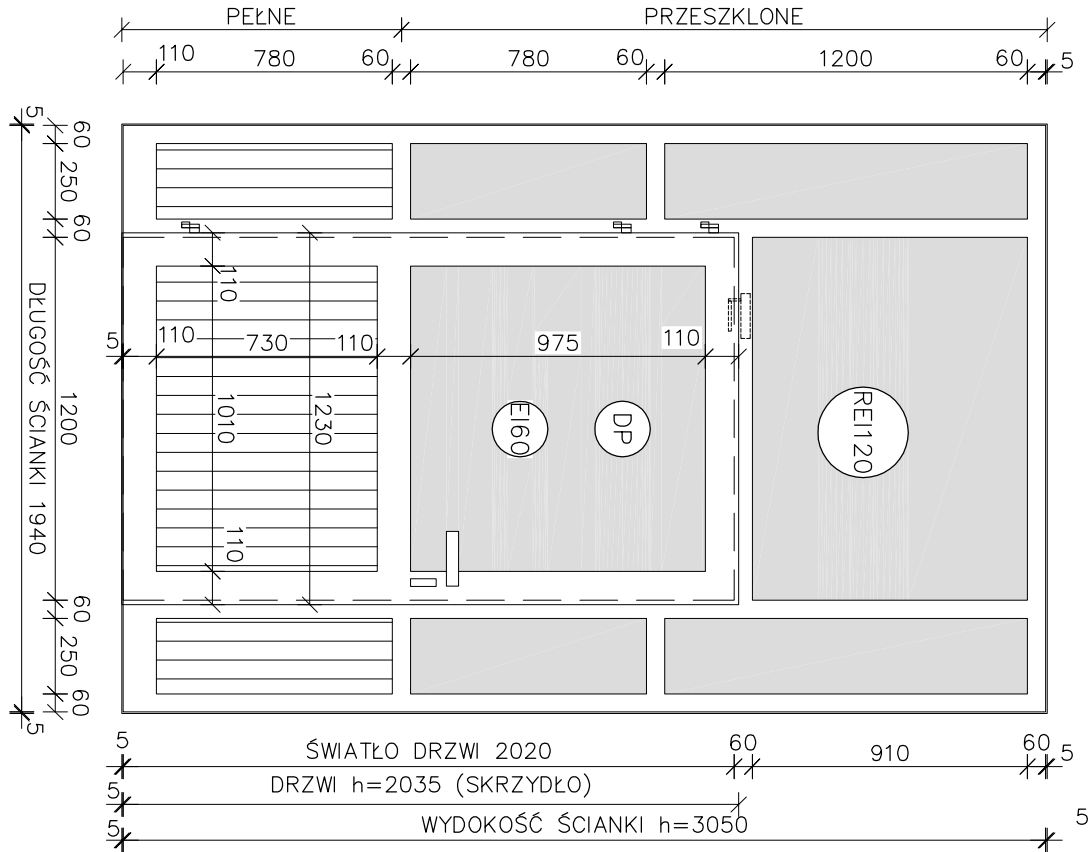 PEŁNE PRZESZKLONE
110 780 60 780 60 1200 60 5
5
60
250
60
1200
60
250
60
5
DŁUGOŚĆ ŚCIANKI 1940
110
110 730 110 975 110
5
1010
1230
110
EI60
DP
REI120
5 ŚWIATŁO DRZWI 2020 60 910 60 5
5 DRZWI h=2035 (SKRZYDŁO)
5 WYDOKOŚĆ ŚCIANKI h=3050 5